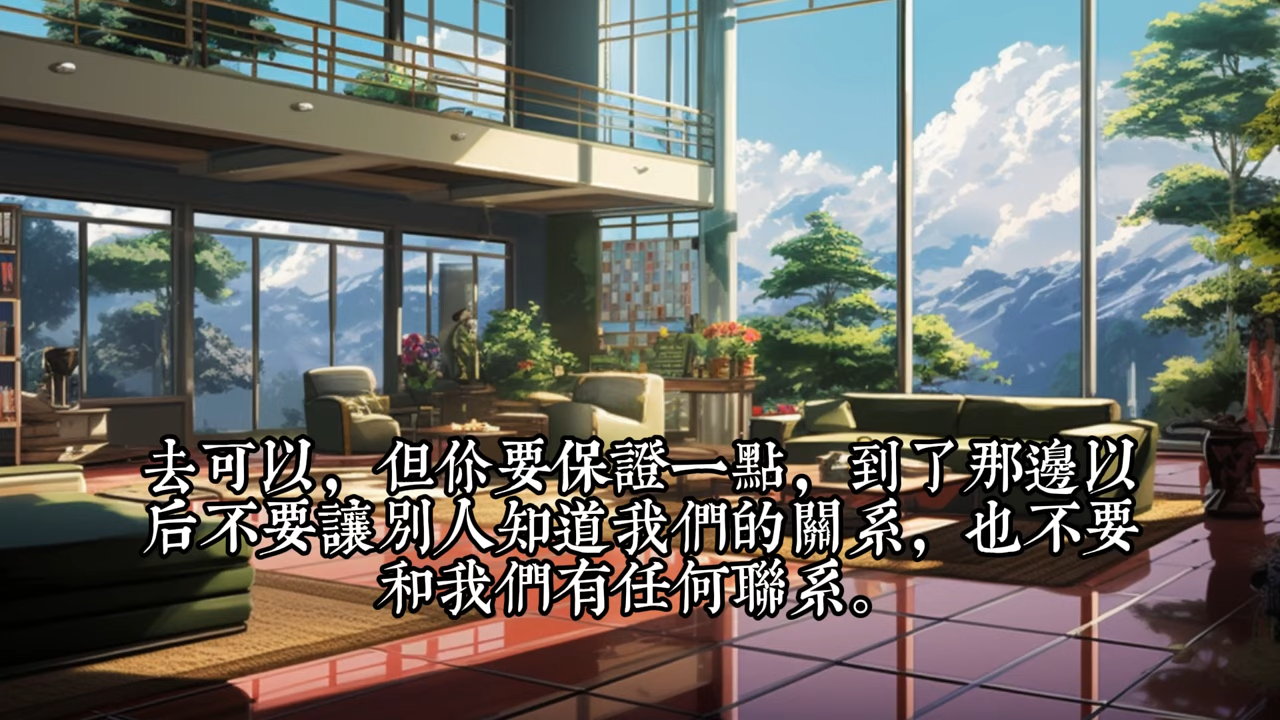 去可以，但你要保證一點，到了那邊以
后不要讓別人知道我們的關系，也不要
和我們有任何聯系。